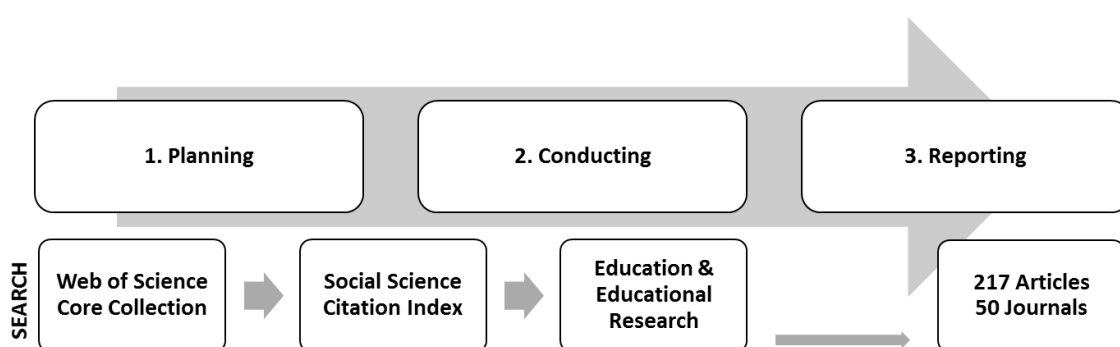 1. Planning
2. Conducting
3. Reporting
SEARCH
Web of Science
Core Collection
Social Science
Citation Index
Education &
Educational
Research
217 Articles
50 Journals